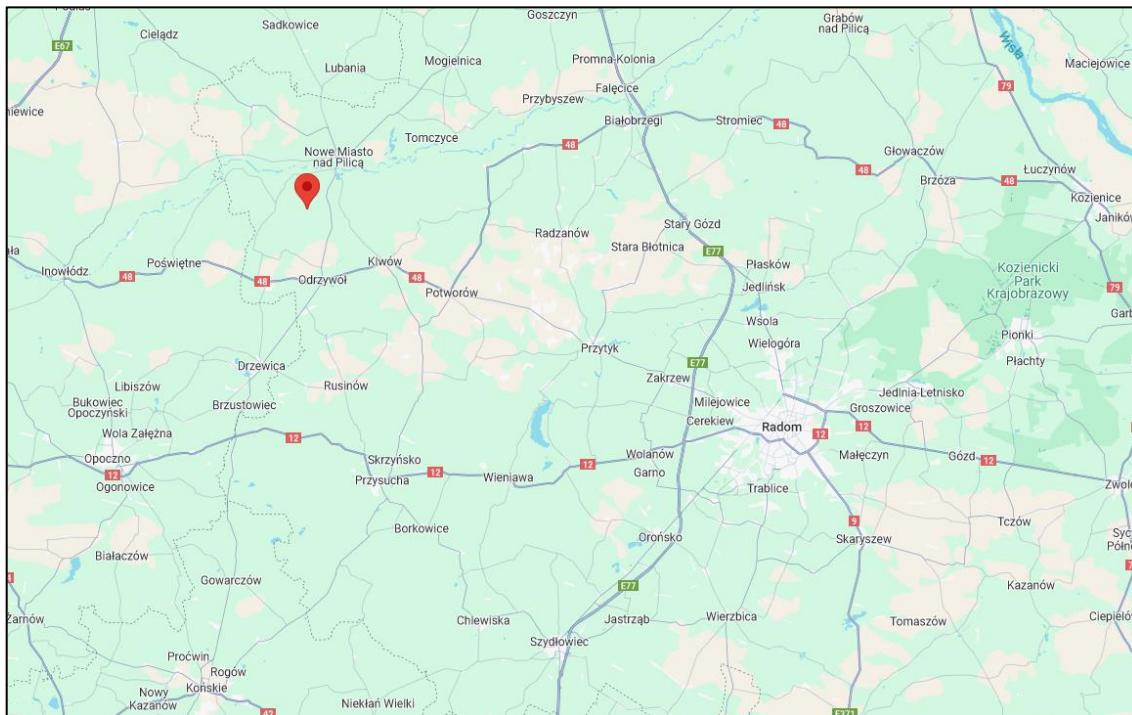 Goszczyn
Sadkowice
Cielądz
Grabów
nad Pilicą
E67
Wisła
Lubania
Mogielnica
Promna-Kolonia
Maciejowice
Falęcice
79
niewice
Przybyszew
Białobrzegi
Stromiec
48
Tomczyce
48
Nowe Miasto
nad Pilicą
Głowaczów
48
Łuczynów
Brzóza
48
Kozienice
Janików
Stary Gózd
Radzanów
Stara Błotnica
E77
Płasków
Inowłódz
48
Poświętne
48
Odrzywół
Klwów
48
Potworów
Jedlińsk
Kozienicki
Park
Krajobrazowy
79
Garb
Wsola
Wielogóra
Pionki
Płachty
Przytyk
E77
Drzewica
Zakrzew
Rusinów
Libiszów
Bukowiec
Opoczyński
Brzustowiec
Milejowice
Cerekiew
Jedlnia-Letnisko
Groszowice
Radom
12
12
Wola Załężna
12
Opoczno
12
Ogonowice
Skrzyńsko
12
Przysucha
Wieniawa
12
Wolanów
Garno
Małęczyn
Gózd
12
Trablice
Zwole
Borkowice
9
Orońsko
Skaryszew
Tczów
Białaczów
Gowarczów
E77
Kazanów
Żarnów
Chlewiska
Jastrząb
Wierzbica
Tomaszów
Ciepielów
Szydłowiec
Proćwin
Rogów
Końskie
Nowy
Kazanów
42
Niekłań Wielki
E371